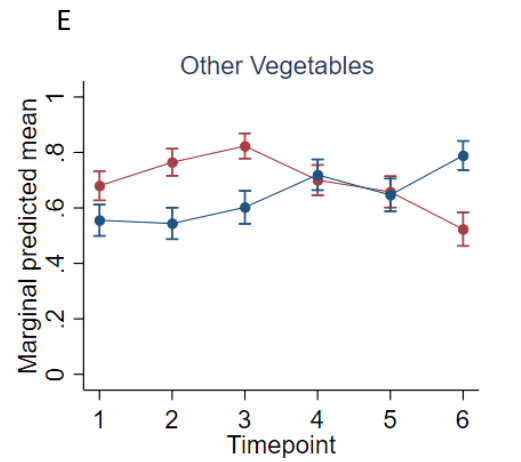 E
Other Vegetables
Marginal predicted mean
1
.8
.6
.4
.2
0
1 2 3 4 5 6
Timepoint